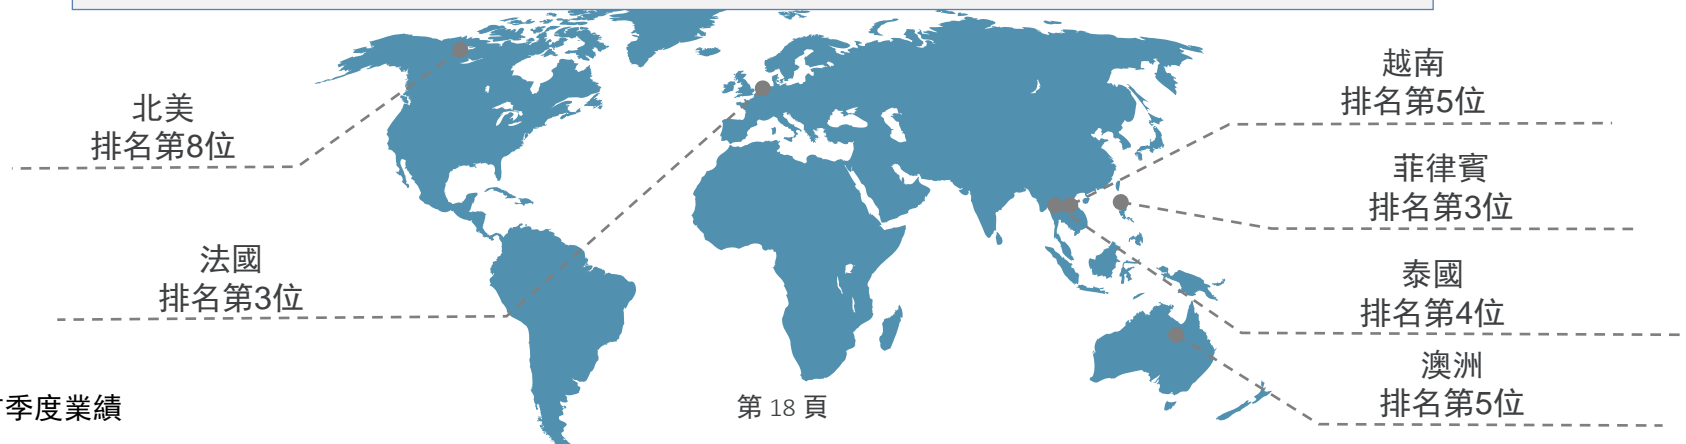 北美
排名第8位
法國
排名第3位
越南
排名第5位
菲律賓
排名第3位
泰國
排名第4位
澳洲
排名第5位
季度業績
第 18 頁